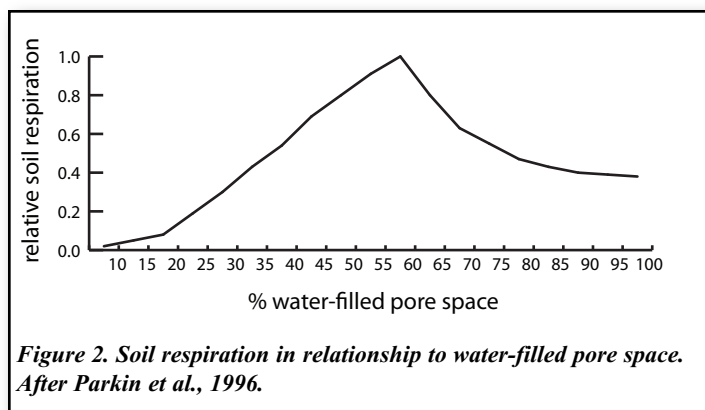 relative soil respiration
1.0
0.8
0.6
0.4
0.2
0.0
10 15 20 25 30 35 40 45 50 55 60 65 70 75 80 85 90 95 100
% water-filled pore space
Figure 2. Soil respiration in relationship to water-filled pore space.
After Parkin et al., 1996.